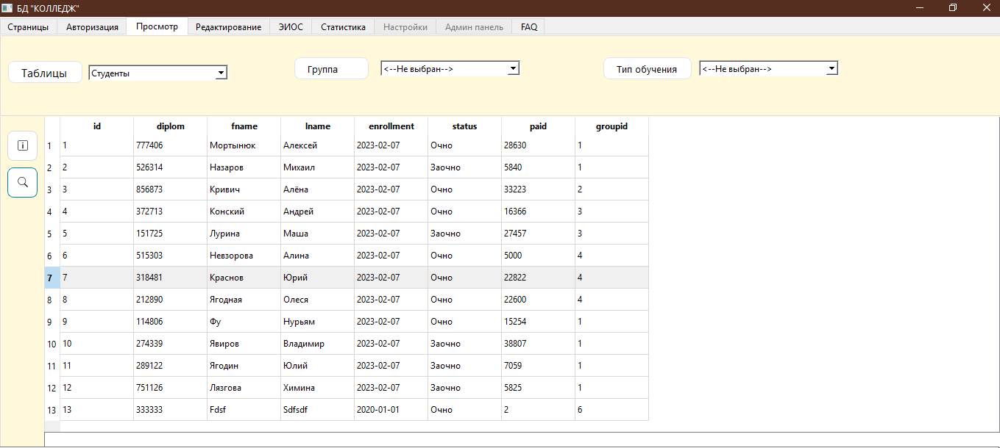 БД "КОЛЛЕДЖ"
Страницы Авторизация Просмотр Редактирование ЭИОС Статистика Настройки Админ панель FAQ
Таблицы Студенты Группа <--Не выбран--> Тип обучения <--Не выбран-->
id diplom fname lname enrollment status paid groupid
1 1 777406 Мортынюк Алексей 2023-02-07 Очно 28630 1
2 2 526314 Назаров Михаил 2023-02-07 Заочно 5840 1
3 3 856873 Кривич Алёна 2023-02-07 Очно 33223 2
4 4 372713 Конский Андрей 2023-02-07 Очно 16366 3
5 5 151725 Лурина Маша 2023-02-07 Заочно 27457 3
6 6 515303 Невзорова Алина 2023-02-07 Очно 5000 4
7 7 318481 Краснов Юрий 2023-02-07 Очно 22822 4
8 8 212890 Ягодная Олеся 2023-02-07 Очно 22600 4
9 9 114806 Фу Нурьям 2023-02-07 Очно 15254 1
10 10 274339 Явиров Владимир 2023-02-07 Заочно 38807 1
11 11 289122 Ягодин Юлий 2023-02-07 Заочно 7059 1
12 12 751126 Лязгова Химина 2023-02-07 Заочно 5825 1
13 13 333333 Fdsf Sdfsdf 2020-01-01 Очно 2 6